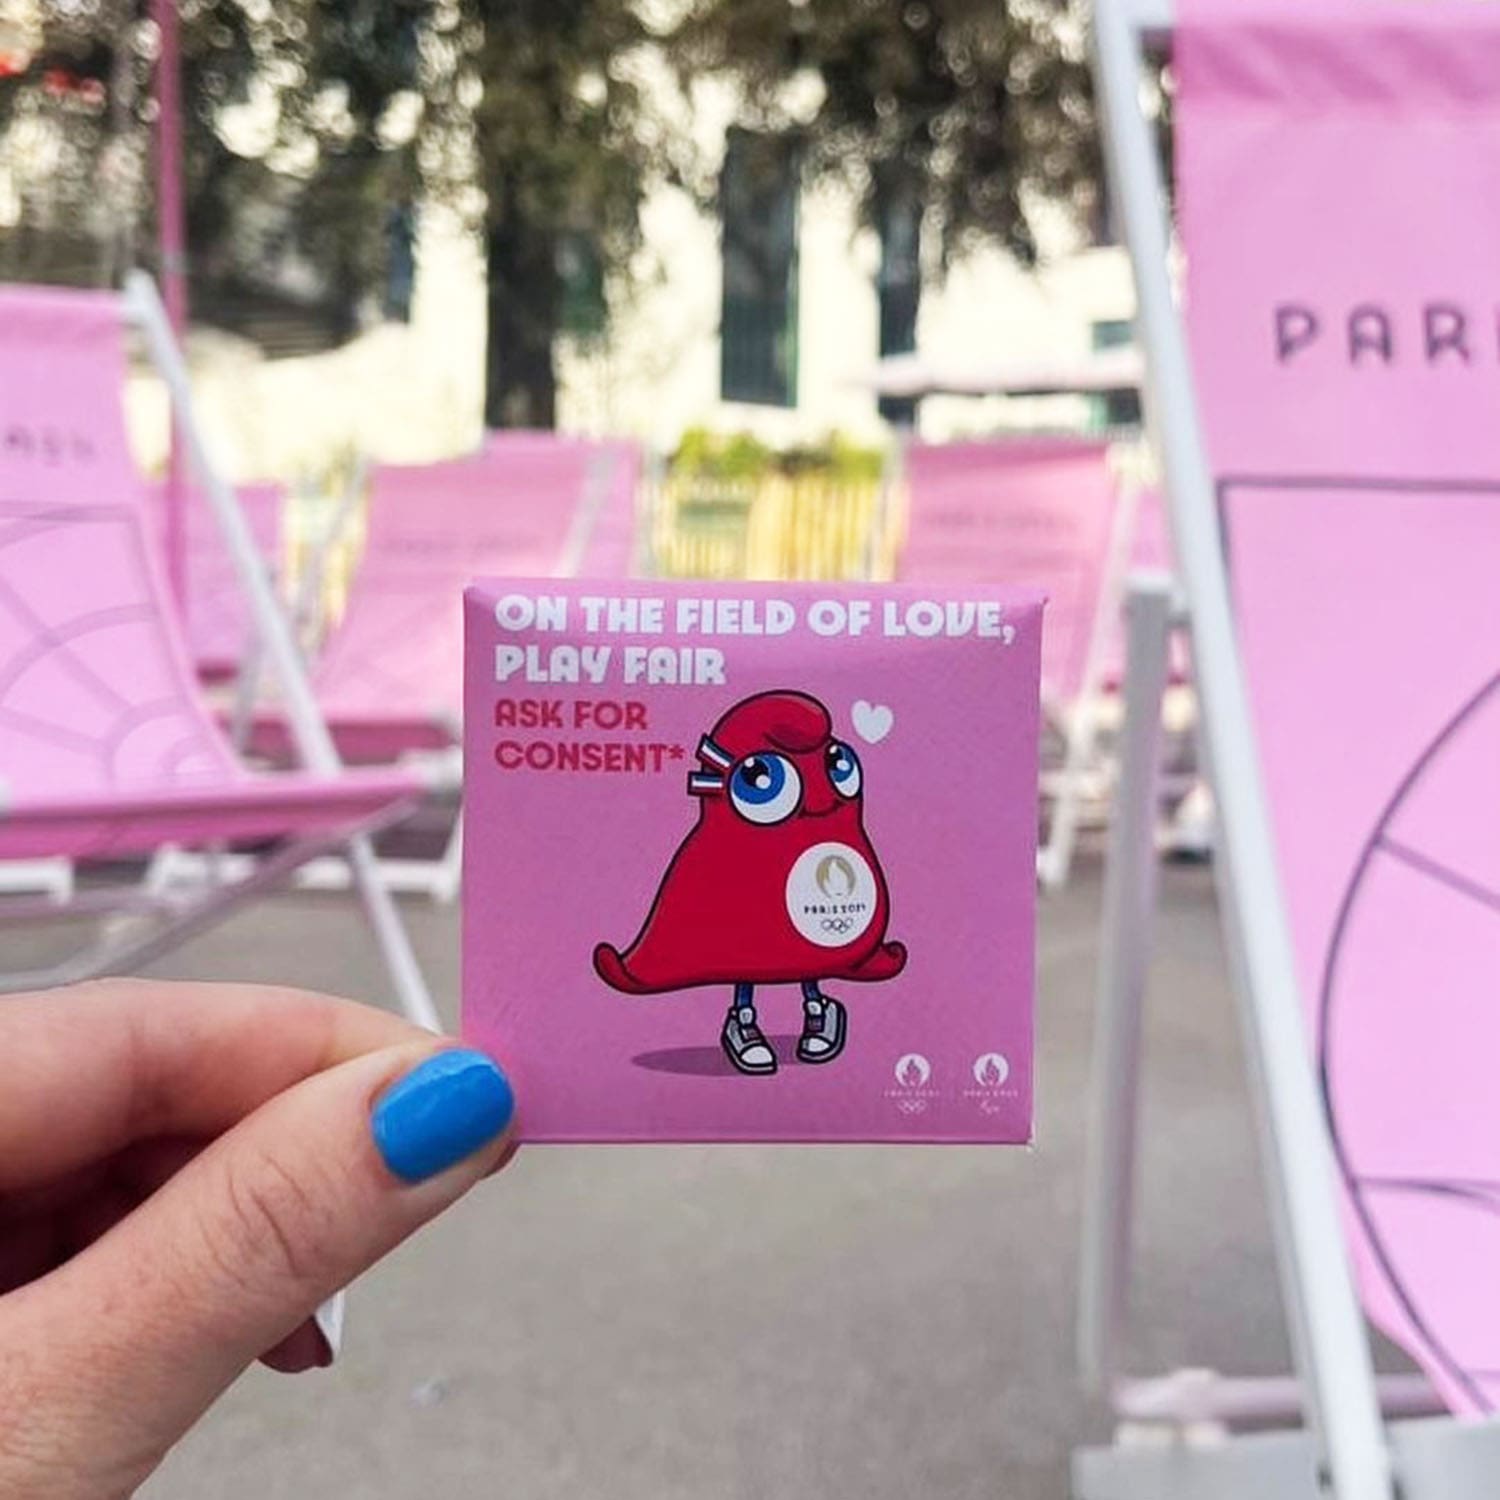 ON THE FIELD OF LOVE,
PLAY FAIR
ASK FOR
CONSENT*
PARIS 2024
PAR